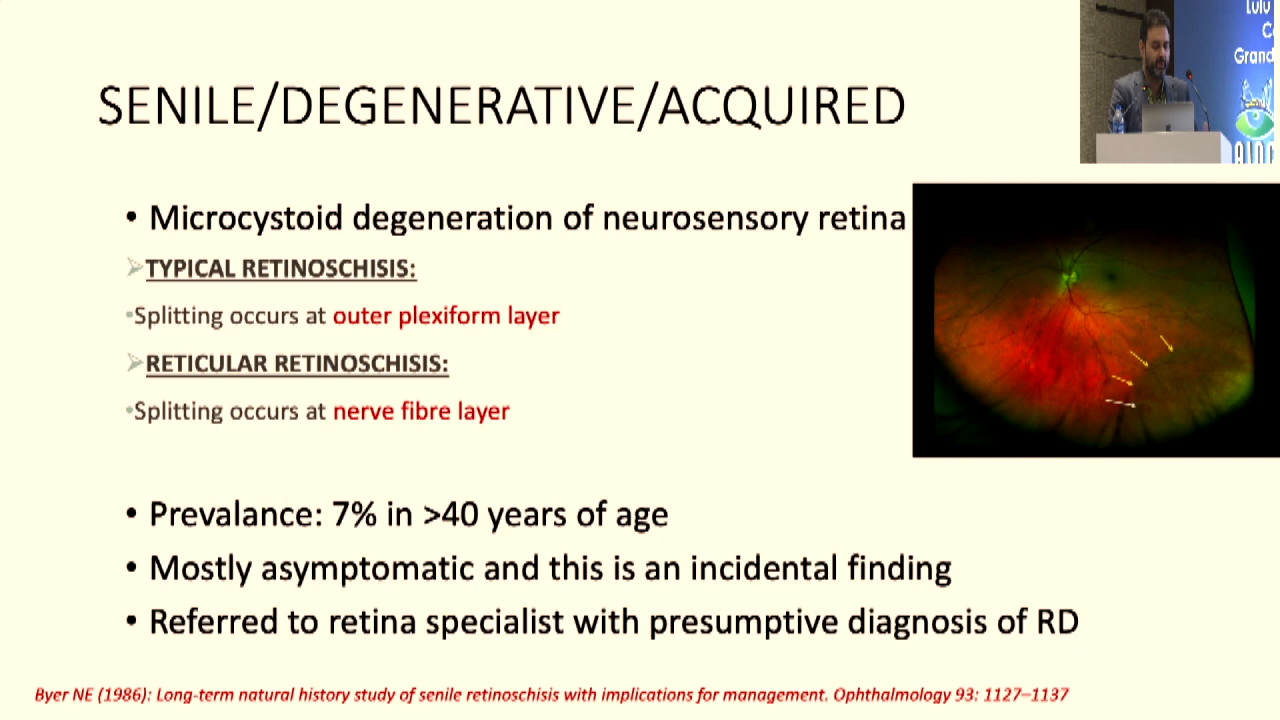 Lulu
Grand
SENILE/DEGENERATIVE/ACQUIRED
• Microcystoid degeneration of neurosensory retina
➢TYPICAL RETINOSCHISIS:
•Splitting occurs at outer plexiform layer
➢RETICULAR RETINOSCHISIS:
•Splitting occurs at nerve fibre layer
• Prevalance: 7% in >40 years of age
• Mostly asymptomatic and this is an incidental finding
• Referred to retina specialist with presumptive diagnosis of RD
Byer NE (1986): Long-term natural history study of senile retinoschisis with implications for management. Ophthalmology 93: 1127–1137